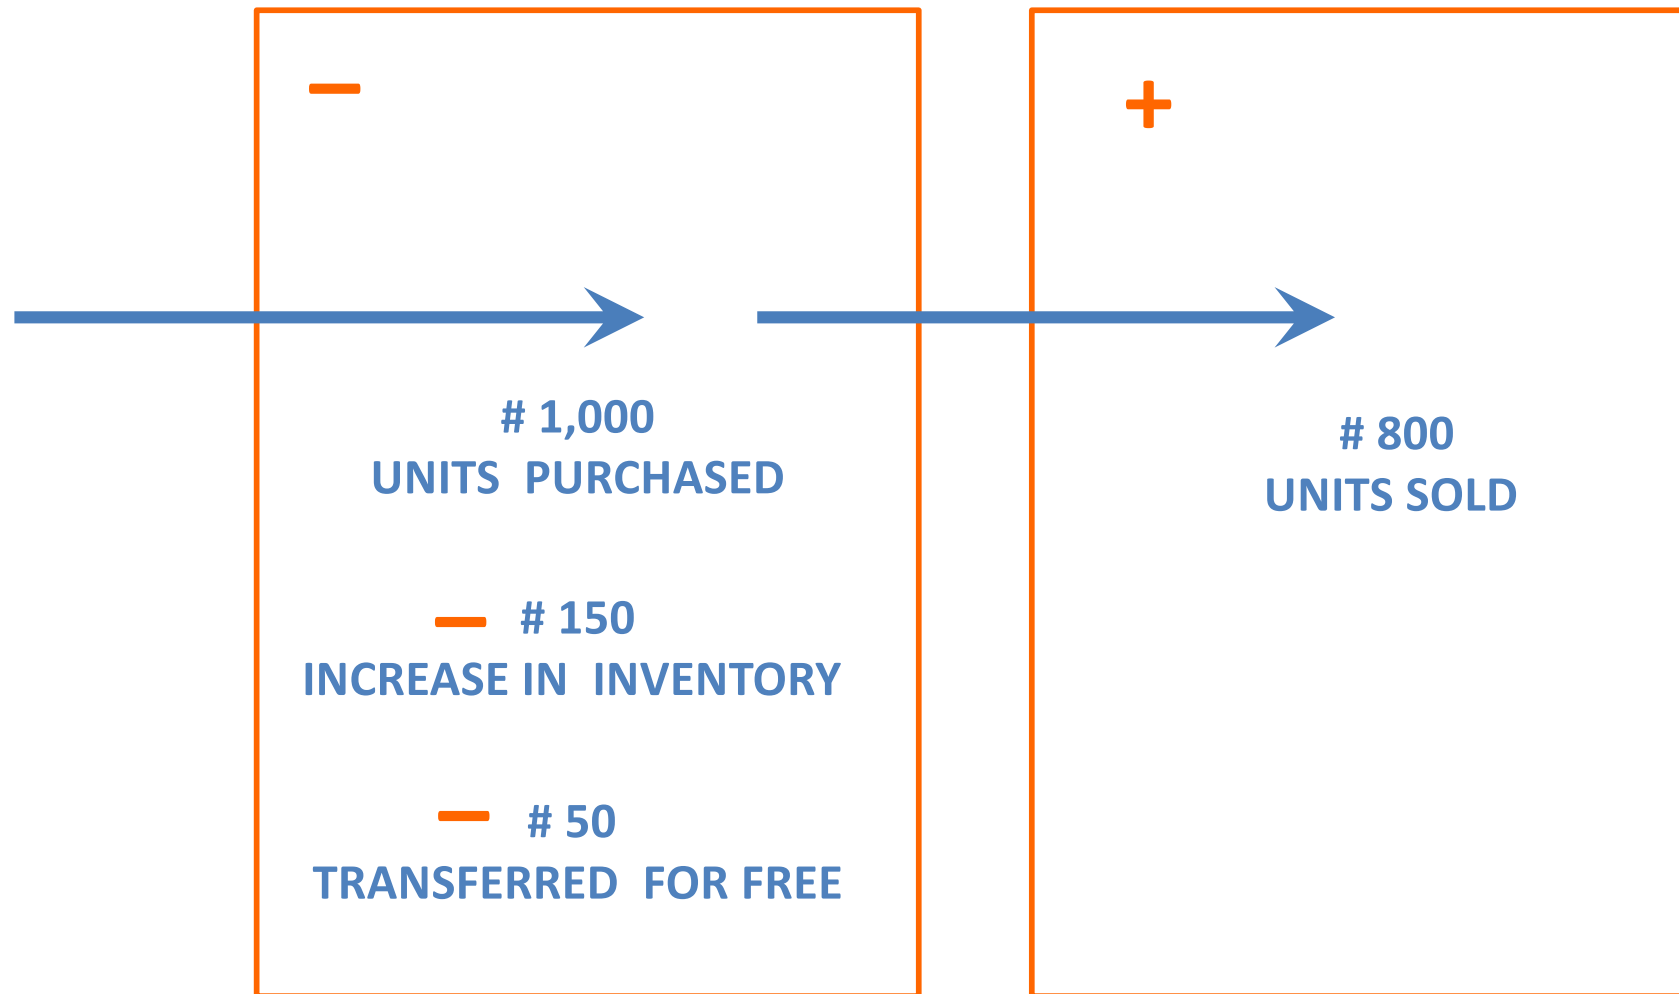 −
+
# 1,000
UNITS PURCHASED
− # 150
INCREASE IN INVENTORY
− # 50
TRANSFERRED FOR FREE
# 800
UNITS SOLD